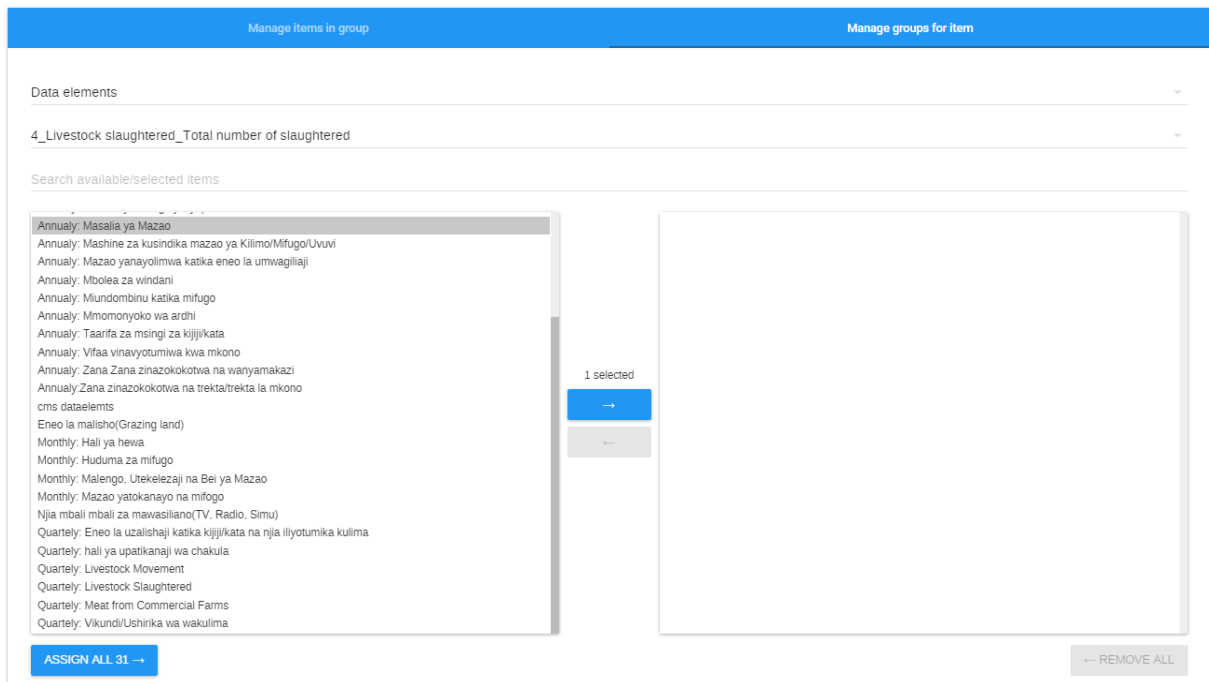 Manage items in group
Manage groups for item
Data elements
4_Livestock slaughtered_Total number of slaughtered
Search available/selected items
Annualy: Masalia ya Mazao
Annualy: Mashine za kusindika mazao ya Kilimo/Mifugo/Uvuvi
Annualy: Mazao yanayolimwa katika eneo la umwagiliaji
Annualy: Mbolea za windani
Annualy: Miundombinu katika mifugo
Annualy: Mmomonyoko wa ardhi
Annualy: Taarifa za msingi za kijiji/kata
Annualy: Vifaa vinavyotumiwa kwa mkono
Annualy: Zana Zana zinazokokotwa na wanyamakazi
Annualy:Zana zinazokokotwa na trekta/trekta la mkono
cms dataelemts
Eneo la malisho(Grazing land)
Monthly: Hali ya hewa
Monthly: Huduma za mifugo
Monthly: Malengo, Utekelezaji na Bei ya Mazao
Monthly: Mazao yatokanayo na mifogo
Njia mbali mbali za mawasiliano(TV, Radio, Simu)
Quartely: Eneo la uzalishaji katika kijiji/kata na njia iliyotumika kulima
Quartely: hali ya upatikanaji wa chakula
Quartely: Livestock Movement
Quartely: Livestock Slaughtered
Quartely: Meat from Commercial Farms
Quartely: Vikundi/Ushirika wa wakulima
1 selected
→
←
ASSIGN ALL 31 →
← REMOVE ALL